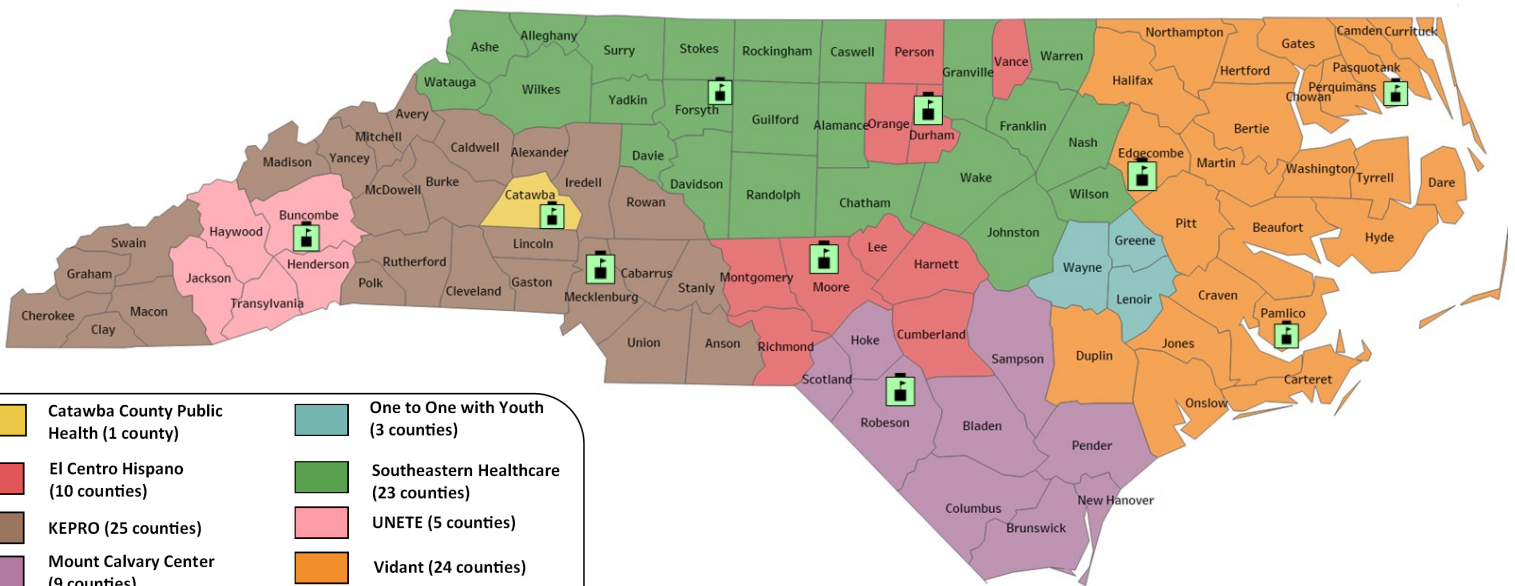 Alleghany
Ashe
Surry
Stokes
Rockingham
Caswell
Person
Granville
Vance
Warren
Northampton
Gates
Camden
Currituck
Watauga
Wilkes
Yadkin
Forsyth
Guilford
Alamance
Orange
Durham
Franklin
Halifax
Hertford
Pasquotank
Perquimans
Chowan
Avery
Mitchell
Yancey
Madison
Caldwell
Alexander
Davie
Nash
Edgecombe
Bertie
Martin
Washington
Tyrrell
Dare
McDowell
Burke
Catawba
Iredell
Rowan
Davidson
Randolph
Chatham
Wake
Wilson
Pitt
Beaufort
Hyde
Buncombe
Haywood
Swain
Graham
Cherokee
Clay
Macon
Jackson
Henderson
Transylvania
Polk
Rutherford
Cleveland
Lincoln
Gaston
Mecklenburg
Cabarrus
Stanly
Montgomery
Moore
Lee
Harnett
Johnston
Wayne
Greene
Lenoir
Craven
Pamlico
Union
Anson
Richmond
Hoke
Cumberland
Scotland
Sampson
Duplin
Jones
Carteret
Onslow
Robeson
Bladen
Pender
Columbus
Brunswick
New Hanover
Catawba County Public
Health (1 county)
El Centro Hispano
(10 counties)
KEPRO (25 counties)
Mount Calvary Center
(9 counties)
One to One with Youth
(3 counties)
Southeastern Healthcare
(23 counties)
UNETE (5 counties)
Vidant (24 counties)